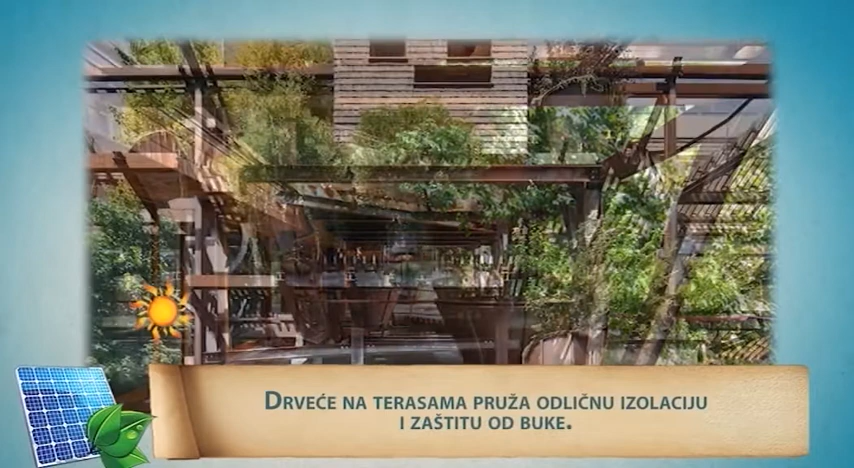 Drveće na terasama pruža odličnu izolaciju
i zaštitu od buke.